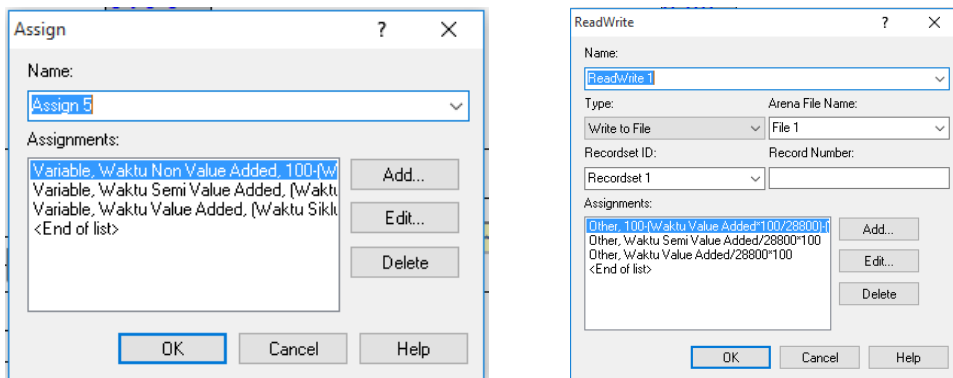 Assign
?
Name:
Assign 5
Assignments:
Variable, Waktu Non Value Added, 100-(W
Variable, Waktu Semi Value Added, (Waktu
Variable, Waktu Value Added, (Waktu Siklu
<End of list>
Add...
Edit...
Delete
OK
Cancel
Help
ReadWrite
?
Name:
ReadWrite 1
Type:
Arena File Name:
Write to File
File 1
Recordset ID:
Record Number:
Recordset 1
Assignments:
Other, 100-(Waktu Value Added*100/28800)-(
Other, Waktu Semi Value Added/28800*100
Other, Waktu Value Added/28800*100
<End of list>
Add...
Edit...
Delete
OK
Cancel
Help